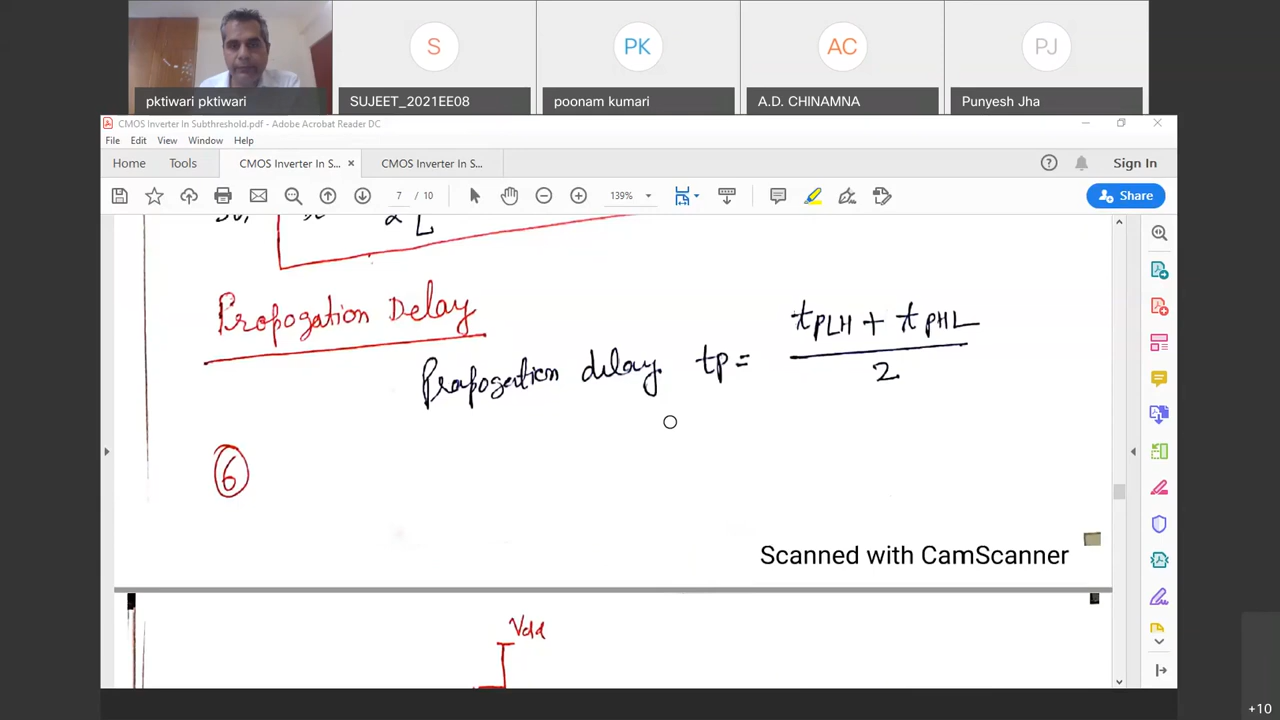 S
PK
AC
PJ
pktiwari pktiwari
SUJEET_2021EE08
poonam kumari
A.D. CHINAMNA
Punyesh Jha
CMOS Inverter In Subthreshold.pdf - Adobe Acrobat Reader DC
File Edit View Window Help
Home Tools CMOS Inverter In S... × CMOS Inverter In S... Sign In
7 / 10 139% Share
Propogation Delay
Propogation delay tp = tpLH + tpHL
2
6
Scanned with CamScanner
Vdd
+10